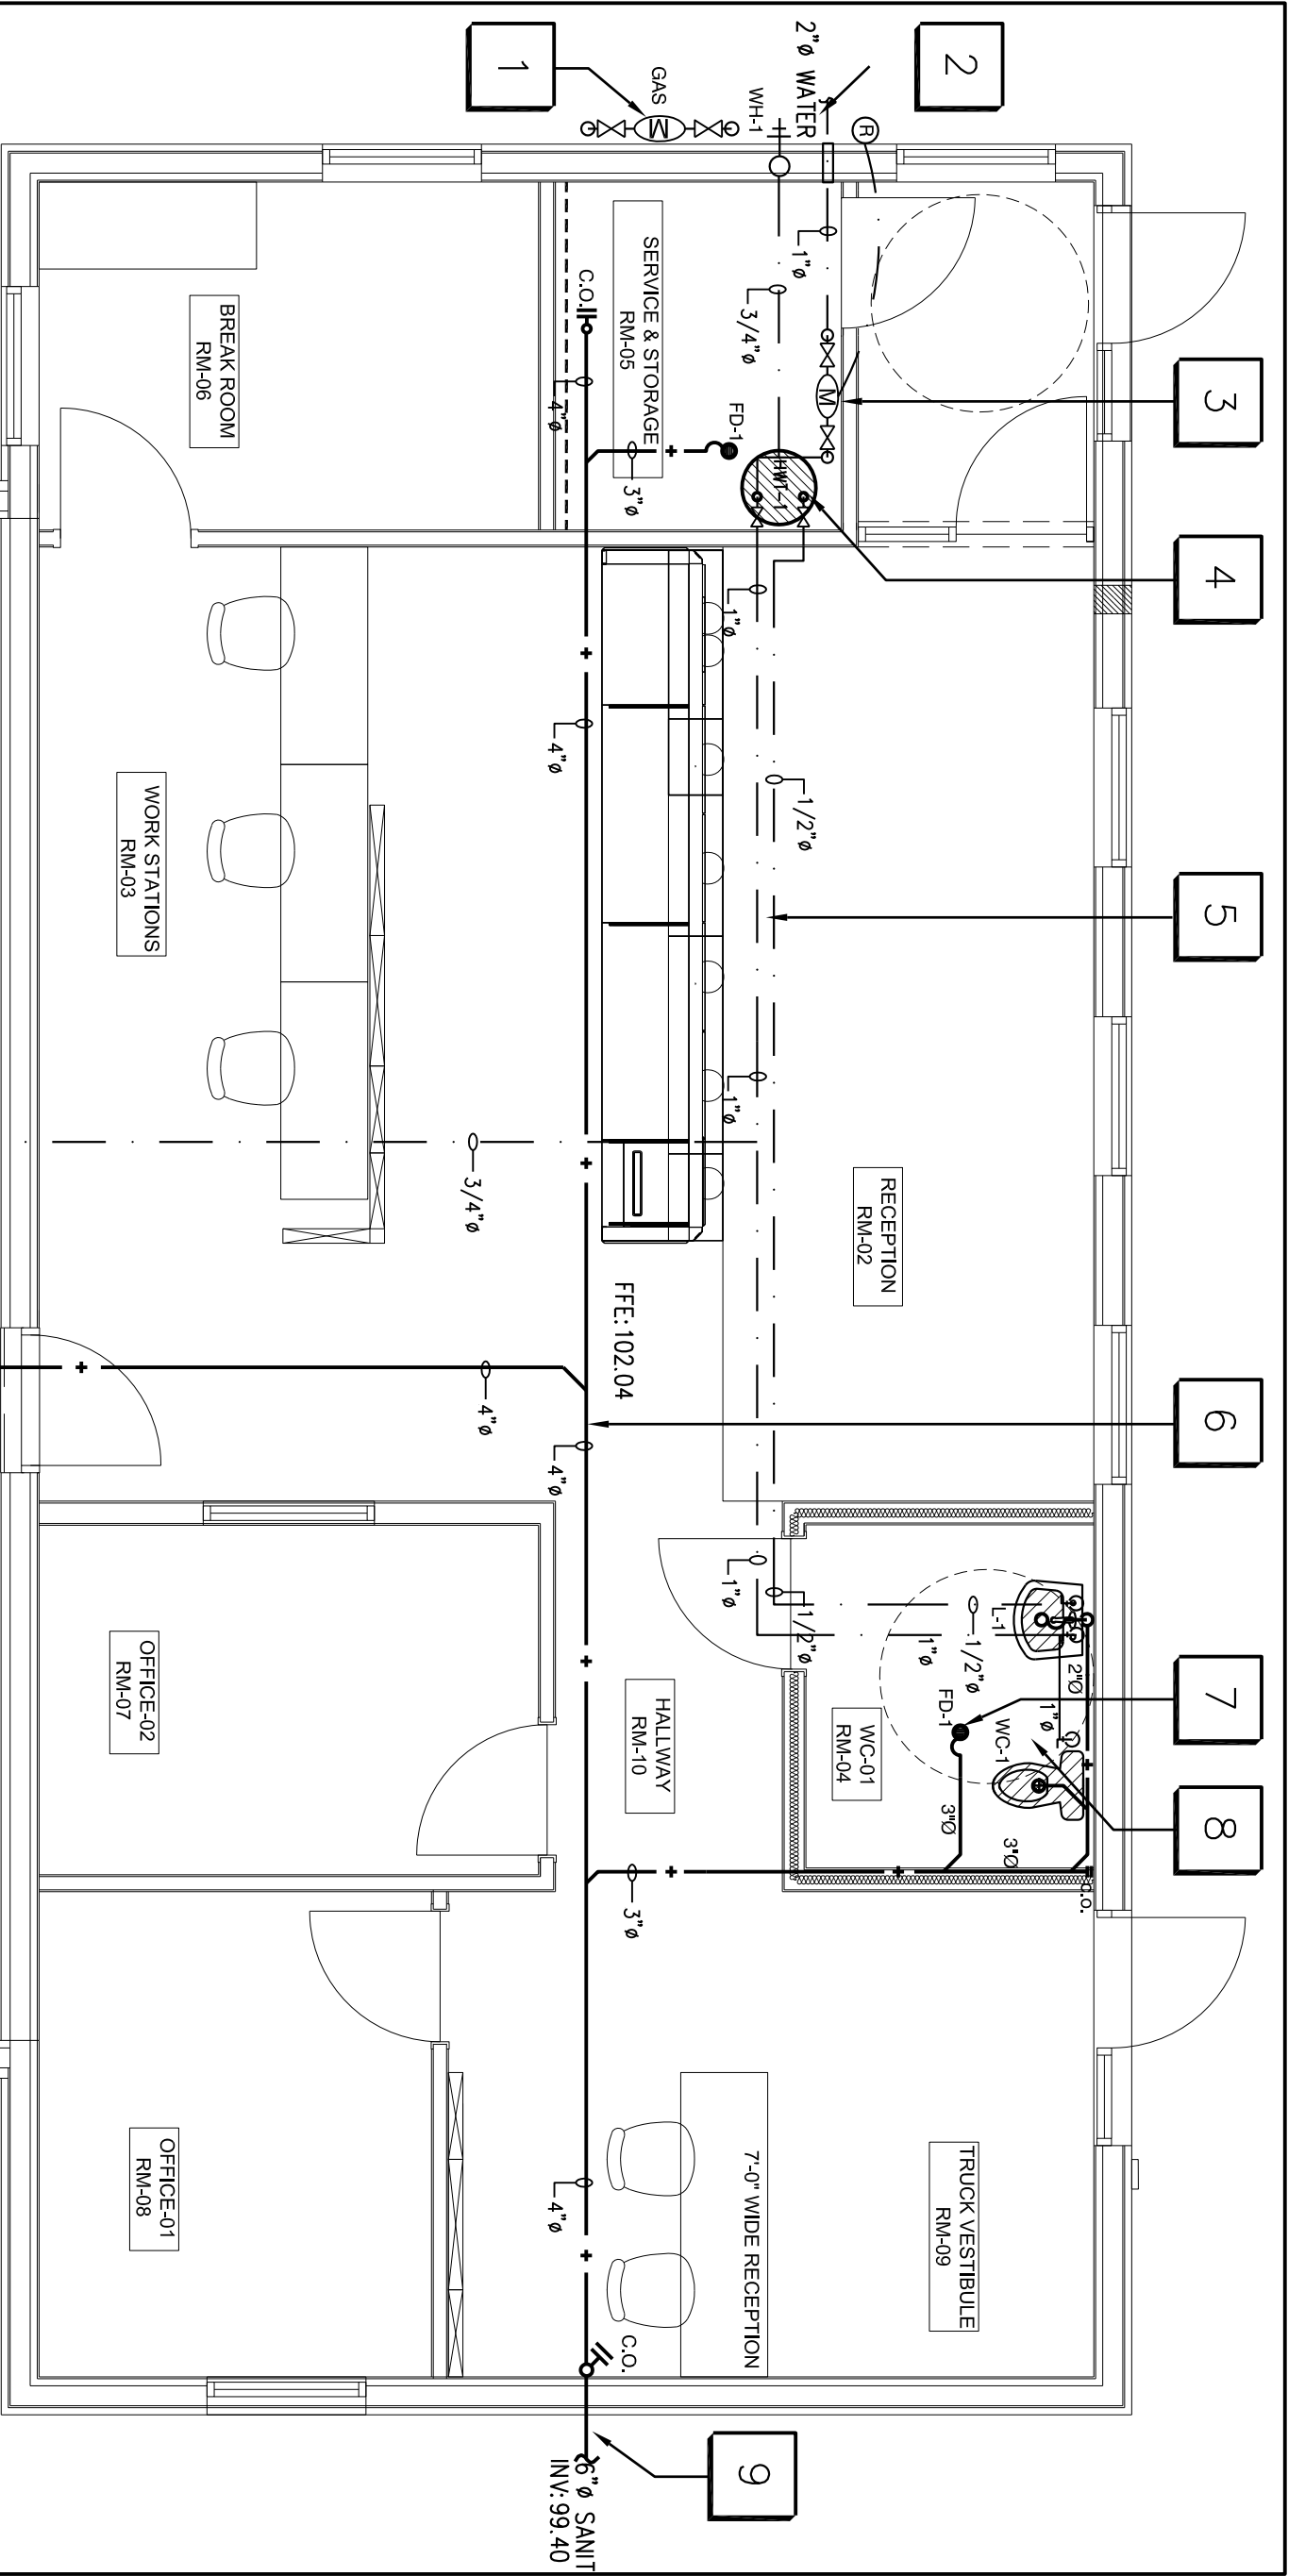 1
2
3
4
5
6
7
8
9
GAS
M
WH-1
2"ø WATER
R
1"ø
3/4"ø
M
SERVICE & STORAGE
RM-05
C.O.
4"ø
3"ø
FD-1
HWT-1
BREAK ROOM
RM-06
1"ø
1/2"ø
4"ø
WORK STATIONS
RM-03
1"ø
3/4"ø
RECEPTION
RM-02
FFE: 102.04
4"ø
4"ø
1"ø
1/2"ø
1/2"ø
1"ø
L-1
2"Ø
1"ø
FD-1
WC-1
WC-01
RM-04
3"Ø
3"Ø
C.O.
HALLWAY
RM-10
OFFICE-02
RM-07
3"ø
TRUCK VESTIBULE
RM-09
7'-0" WIDE RECEPTION
4"ø
OFFICE-01
RM-08
C.O.
6"ø SANIT
INV: 99.40